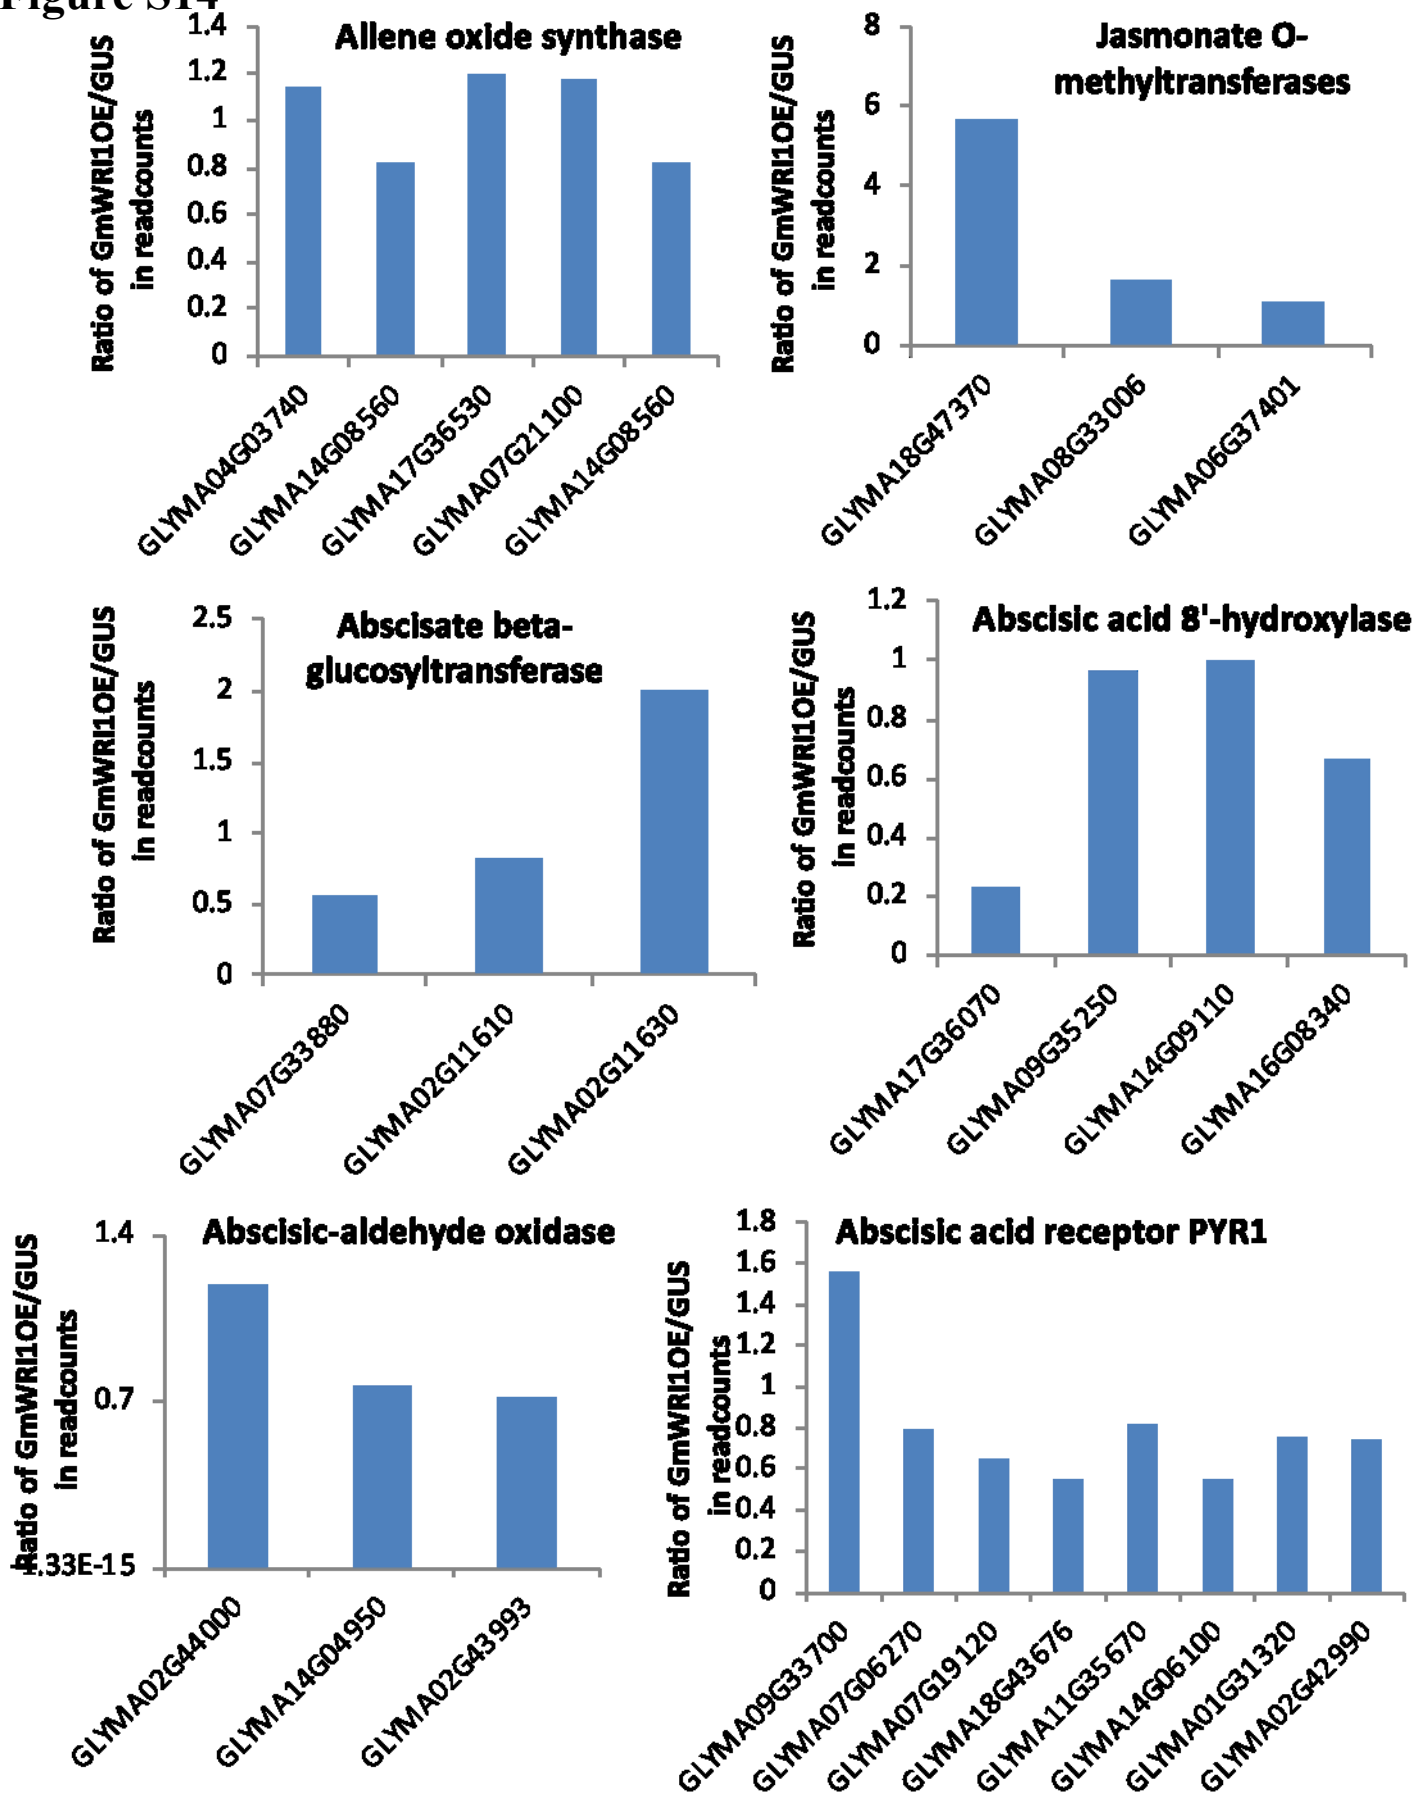 Figure S14
Allene oxide synthase
Ratio of GmWRI1OE/GUS
in readcounts
1.4
1.2
1
0.8
0.6
0.4
0.2
0
GLYMA04G03740
GLYMA14G08560
GLYMA17G36530
GLYMA07G21100
GLYMA14G08560
Jasmonate O-
methyltransferases
Ratio of GmWRI1OE/GUS
in readcounts
8
6
4
2
0
GLYMA18G47370
GLYMA08G33006
GLYMA06G37401
Abscisate beta-
glucosyltransferase
Ratio of GmWRI1OE/GUS
in readcounts
2.5
2
1.5
1
0.5
0
GLYMA07G33880
GLYMA02G11610
GLYMA02G11630
Abscisic acid 8'-hydroxylase
Ratio of GmWRI1OE/GUS
in readcounts
1.2
1
0.8
0.6
0.4
0.2
0
GLYMA17G36070
GLYMA09G35250
GLYMA14G09110
GLYMA16G08340
Abscisic-aldehyde oxidase
Ratio of GmWRI1OE/GUS
in readcounts
1.4
0.7
.33E-15
GLYMA02G44000
GLYMA14G04950
GLYMA02G43993
Abscisic acid receptor PYR1
Ratio of GmWRI1OE/GUS
in readcounts
1.8
1.6
1.4
1.2
1
0.8
0.6
0.4
0.2
0
GLYMA09G33700
GLYMA07G06270
GLYMA07G19120
GLYMA18G43676
GLYMA11G35670
GLYMA14G06100
GLYMA01G31320
GLYMA02G42990